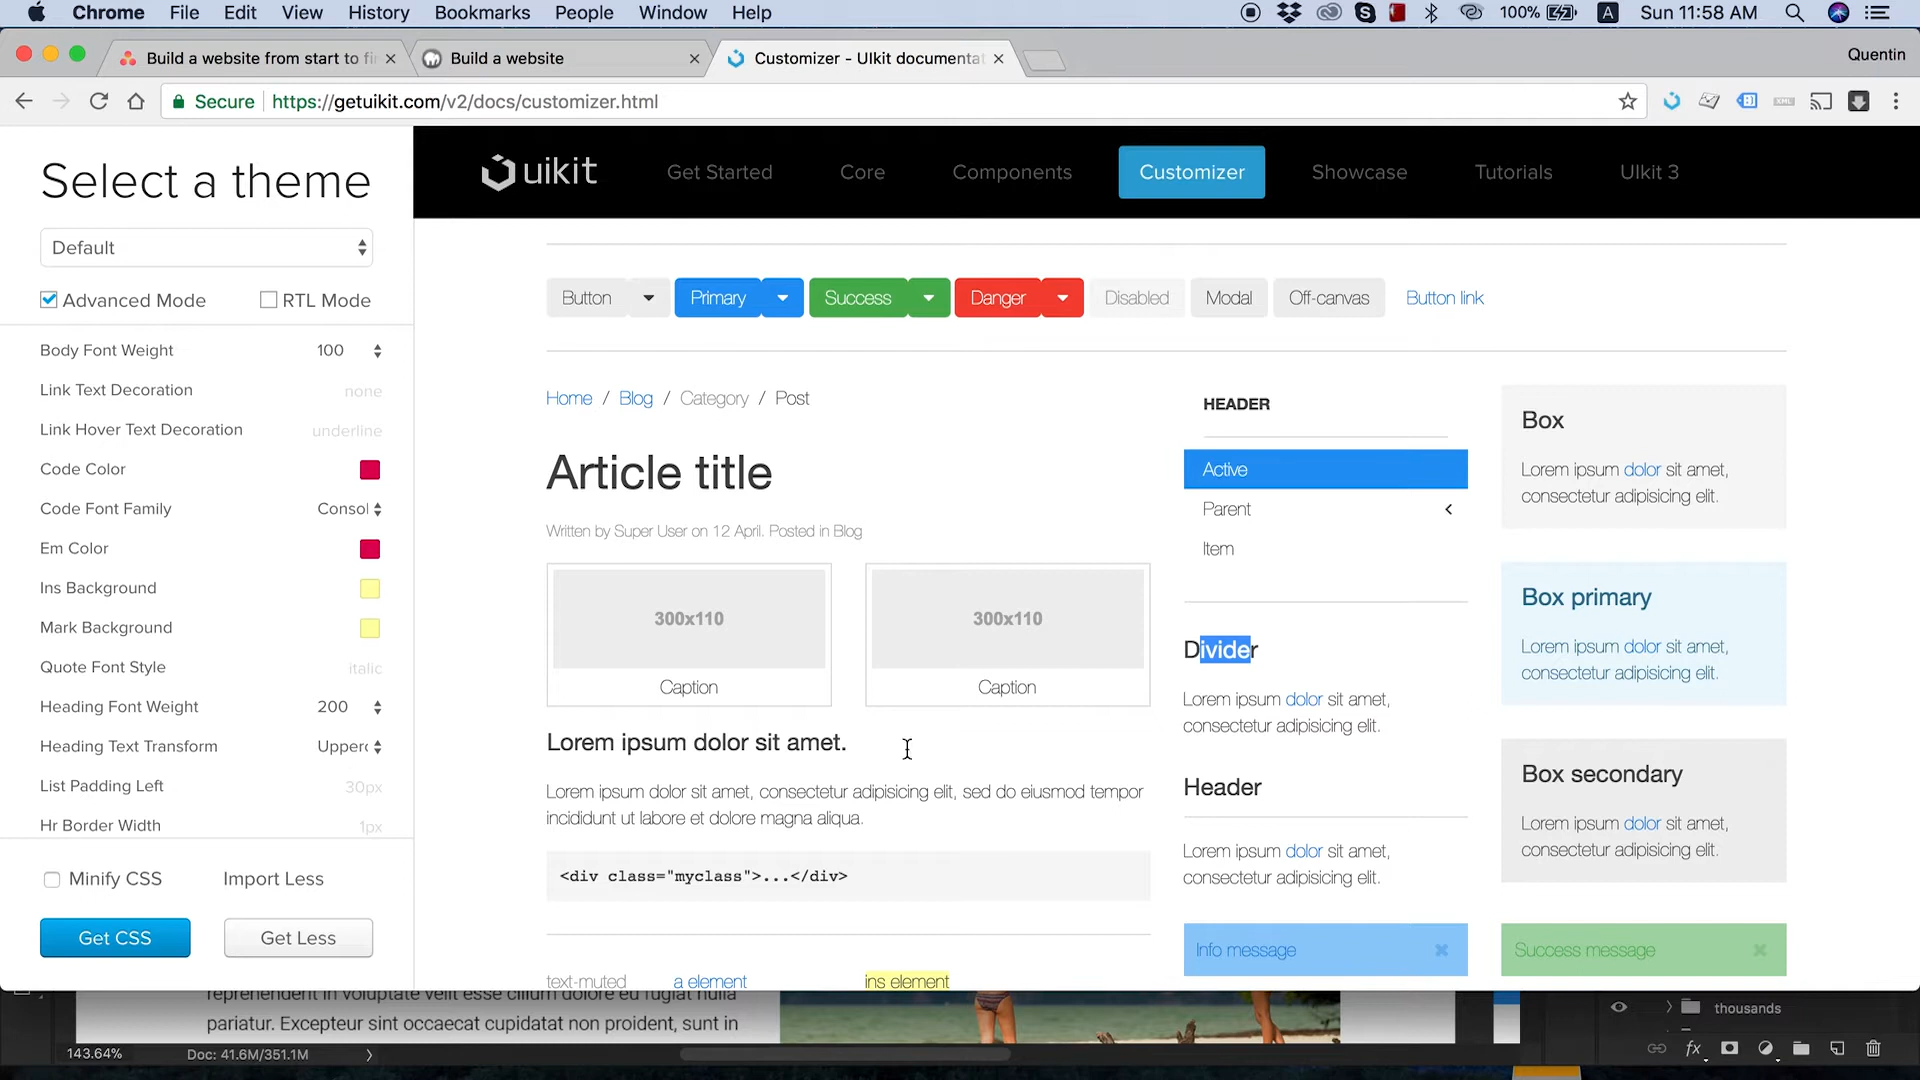 Chrome File Edit View History Bookmarks People Window Help
100% A Sun 11:58 AM
Build a website from start to fi
Build a website
Customizer - UIkit documentat
Quentin
Secure https://getuikit.com/v2/docs/customizer.html
XML
Select a theme
Default
Advanced Mode RTL Mode
Body Font Weight 100
Link Text Decoration none
Link Hover Text Decoration underline
Code Color
Code Font Family Consol
Em Color
Ins Background
Mark Background
Quote Font Style italic
Heading Font Weight 200
Heading Text Transform Upperc
List Padding Left 30px
Hr Border Width 1px
Minify CSS Import Less
Get CSS Get Less
uikit Get Started Core Components Customizer Showcase Tutorials UIkit 3
Button Primary Success Danger Disabled Modal Off-canvas Button link
Home / Blog / Category / Post
Article title
Written by Super User on 12 April. Posted in Blog
300x110 300x110
Caption Caption
Lorem ipsum dolor sit amet.
Lorem ipsum dolor sit amet, consectetur adipisicing elit, sed do eiusmod tempor
incididunt ut labore et dolore magna aliqua.
<div class="myclass">...</div>
text-muted a element ins element
HEADER
Active
Parent
Item
Divider
Lorem ipsum dolor sit amet,
consectetur adipisicing elit.
Header
Lorem ipsum dolor sit amet,
consectetur adipisicing elit.
Info message
Box
Lorem ipsum dolor sit amet,
consectetur adipisicing elit.
Box primary
Lorem ipsum dolor sit amet,
consectetur adipisicing elit.
Box secondary
Lorem ipsum dolor sit amet,
consectetur adipisicing elit.
Success message
reprehenderit in voluptate velit esse cillum dolore eu fugiat nulla
pariatur. Excepteur sint occaecat cupidatat non proident, sunt in
143.64% Doc: 41.6M/351.1M
thousands
fx